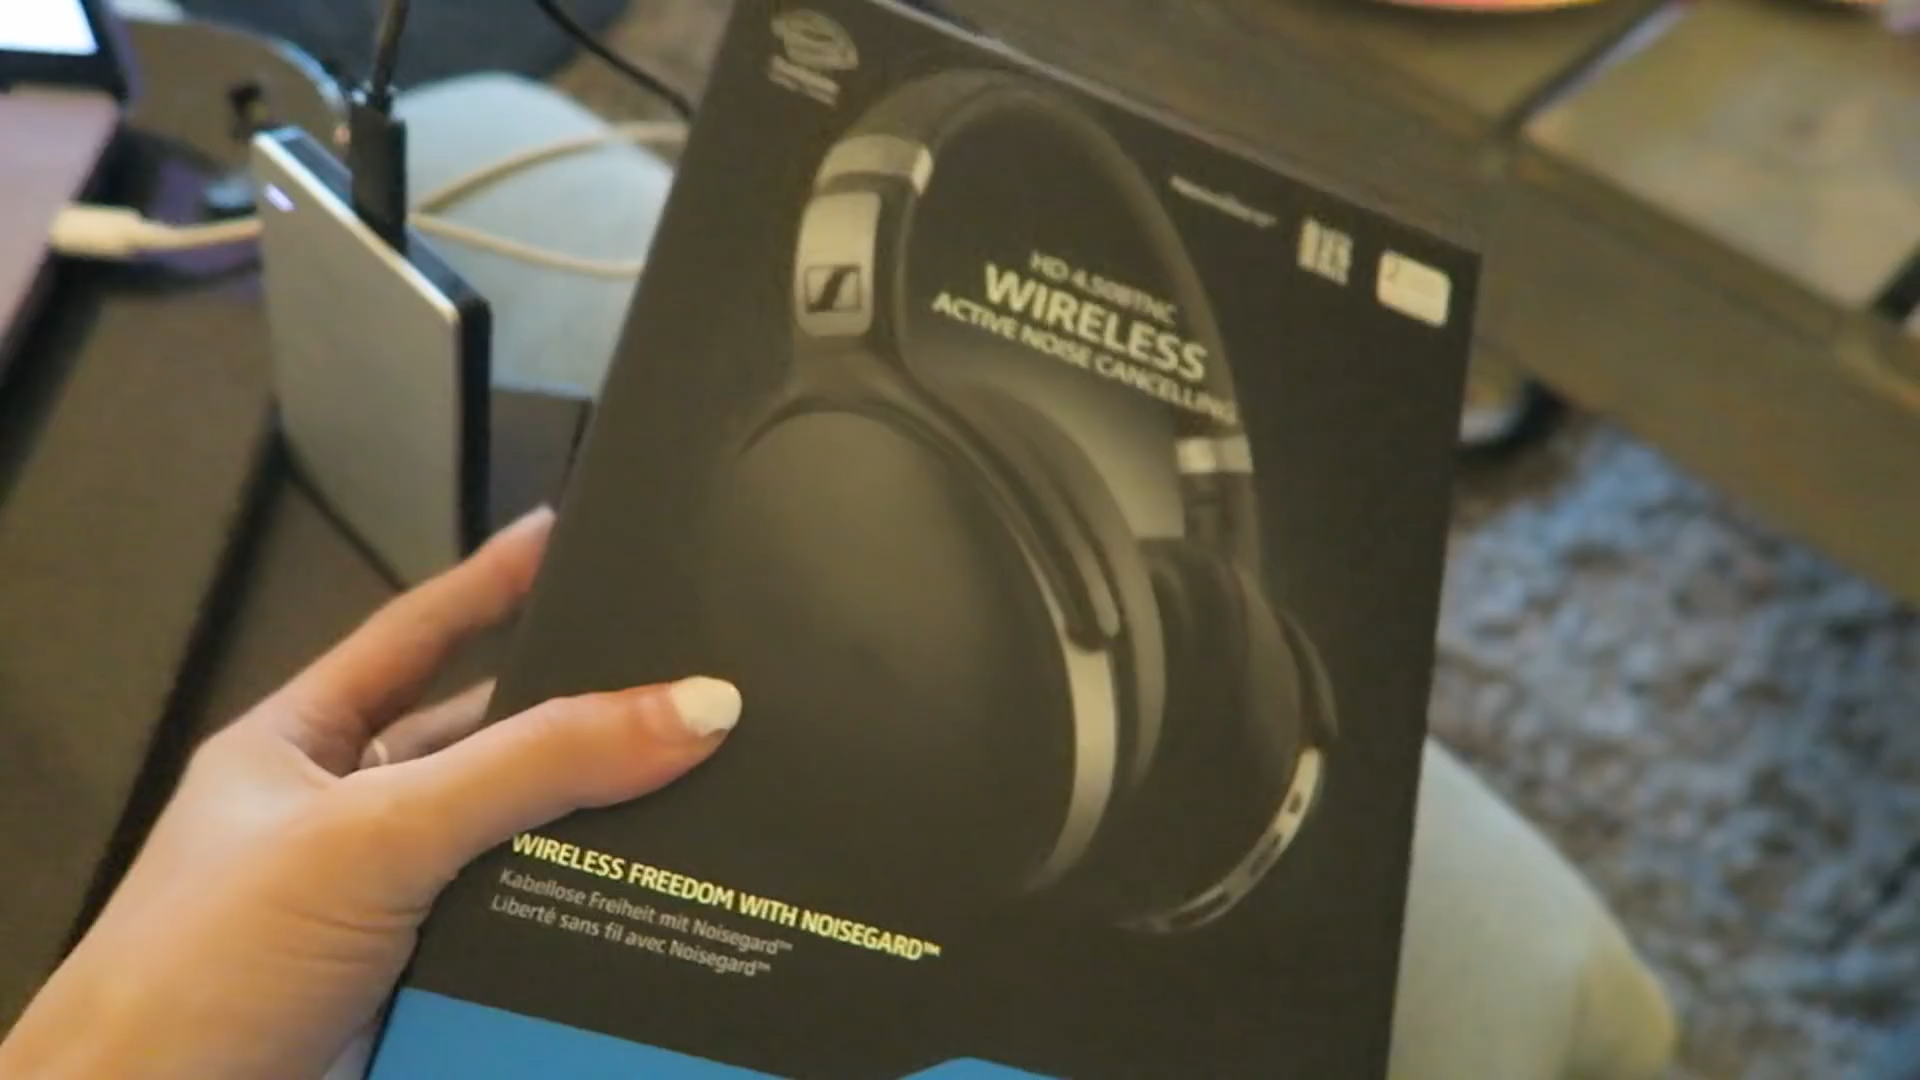 HD 4.50BTNC
WIRELESS
ACTIVE NOISE CANCELLING
WIRELESS FREEDOM WITH NOISEGARD™
Kabellose Freiheit mit Noisegard™
Liberté sans fil avec Noisegard™